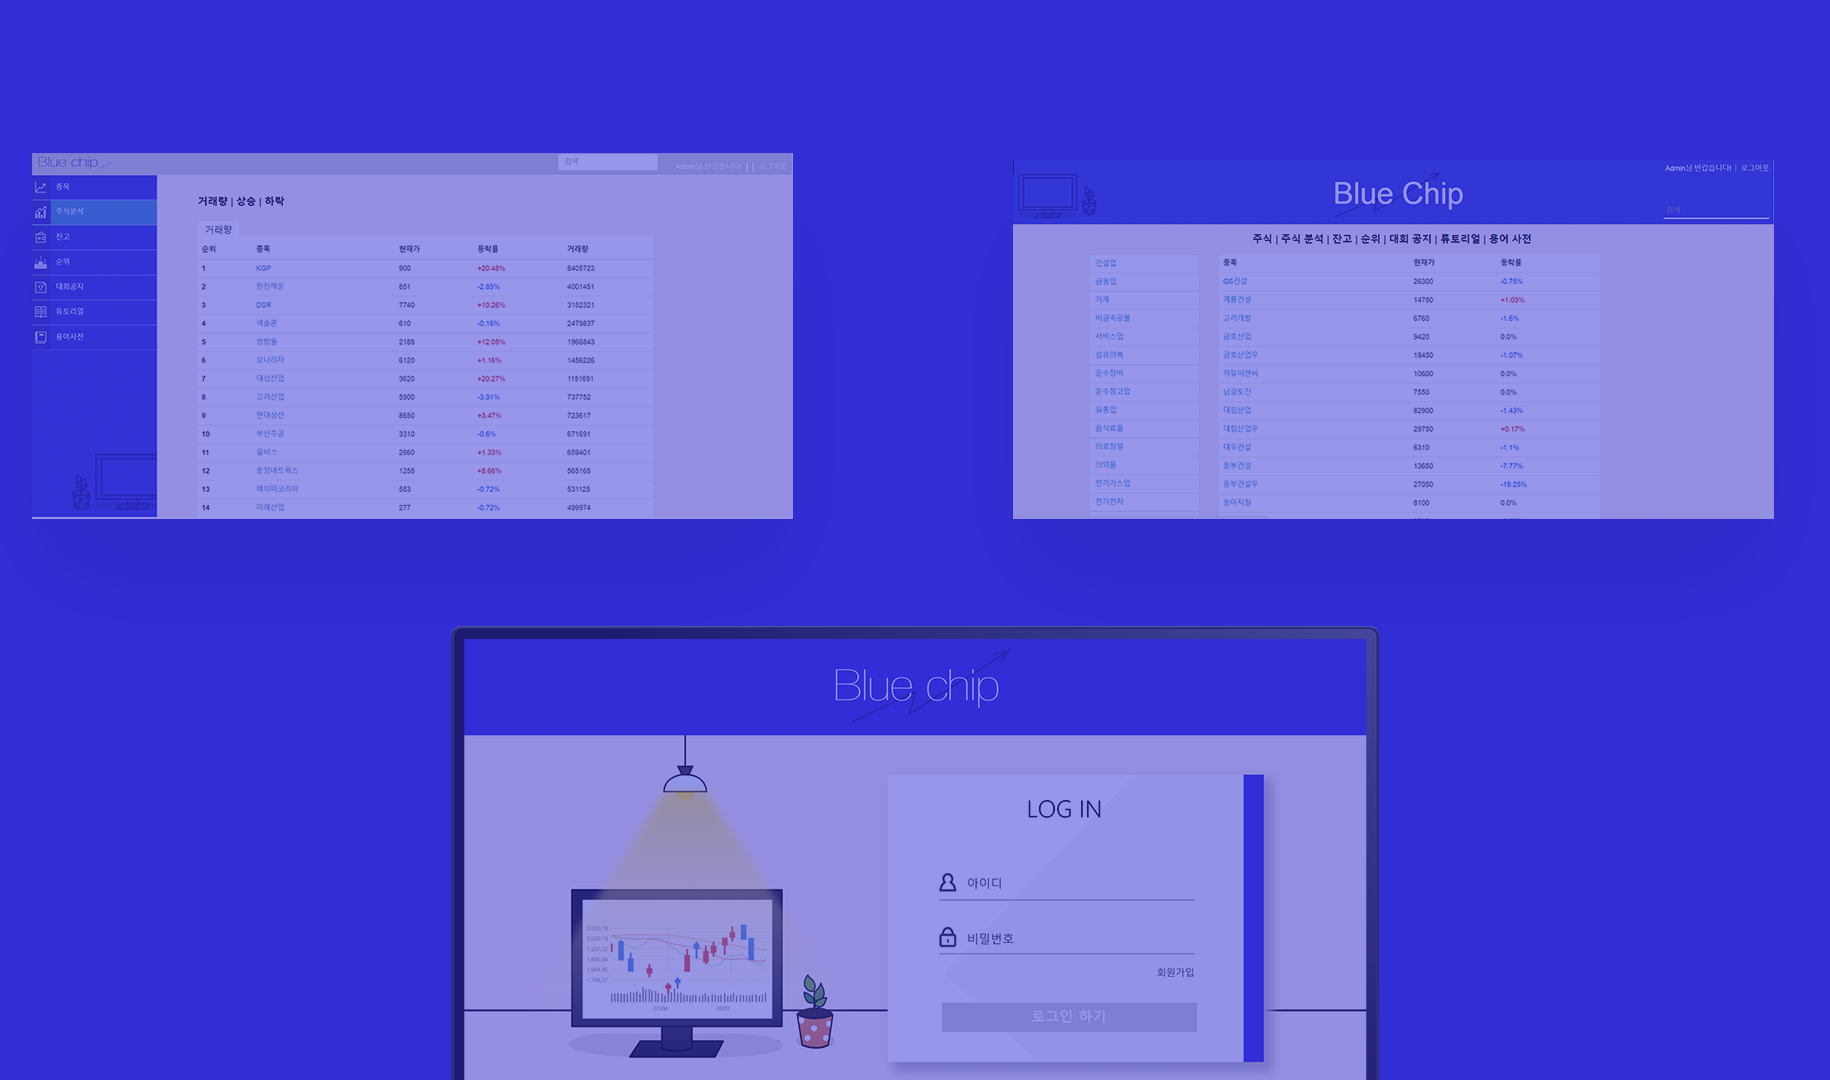 Blue chip
검색
Admin님 반갑습니다! | | 로그아웃
종목
주식분석
잔고
순위
대회공지
튜토리얼
용어사전
거래량 | 상승 | 하락
거래량
순위 종목 현재가 등락률 거래량
1 KGP 900 +20.48% 8405723
2 한진해운 851 -2.85% 4001451
3 DSR 7740 +10.26% 3152321
4 넥솔론 610 -0.16% 2479837
5 쌍방울 2185 +12.05% 1966843
6 모나리자 6120 +1.16% 1456226
7 대성산업 3620 +20.27% 1151691
8 고려산업 5900 -3.91% 737752
9 현대상선 8650 +3.47% 723617
10 부산주공 3310 -0.6% 671691
11 윌비스 2660 +1.33% 659401
12 동양네트웍스 1255 +8.66% 565165
13 페이퍼코리아 553 -0.72% 531125
14 미래산업 277 -0.72% 499974
Admin님 반갑습니다! | 로그아웃
Blue Chip
검색
주식 | 주식 분석 | 잔고 | 순위 | 대회 공지 | 튜토리얼 | 용어 사전
건설업
금융업
기계
비금속광물
서비스업
섬유의복
운수장비
운수창고업
유통업
음식료품
의료정밀
의약품
전기가스업
전기전자
종목 현재가 등락률
GS건설 26300 -0.75%
계룡건설 14750 +1.03%
고려개발 6760 -1.6%
금호산업 9420 0.0%
금호산업우 18450 -1.07%
까뮤이앤씨 10600 0.0%
남광토건 7550 0.0%
대림산업 82900 -1.43%
대림산업우 29750 +0.17%
대우건설 6310 -1.1%
동부건설 13650 -7.77%
동부건설우 27050 -19.25%
동아지질 8100 0.0%
Blue chip
LOG IN
아이디
비밀번호
회원가입
로그인 하기
01/04 02/01